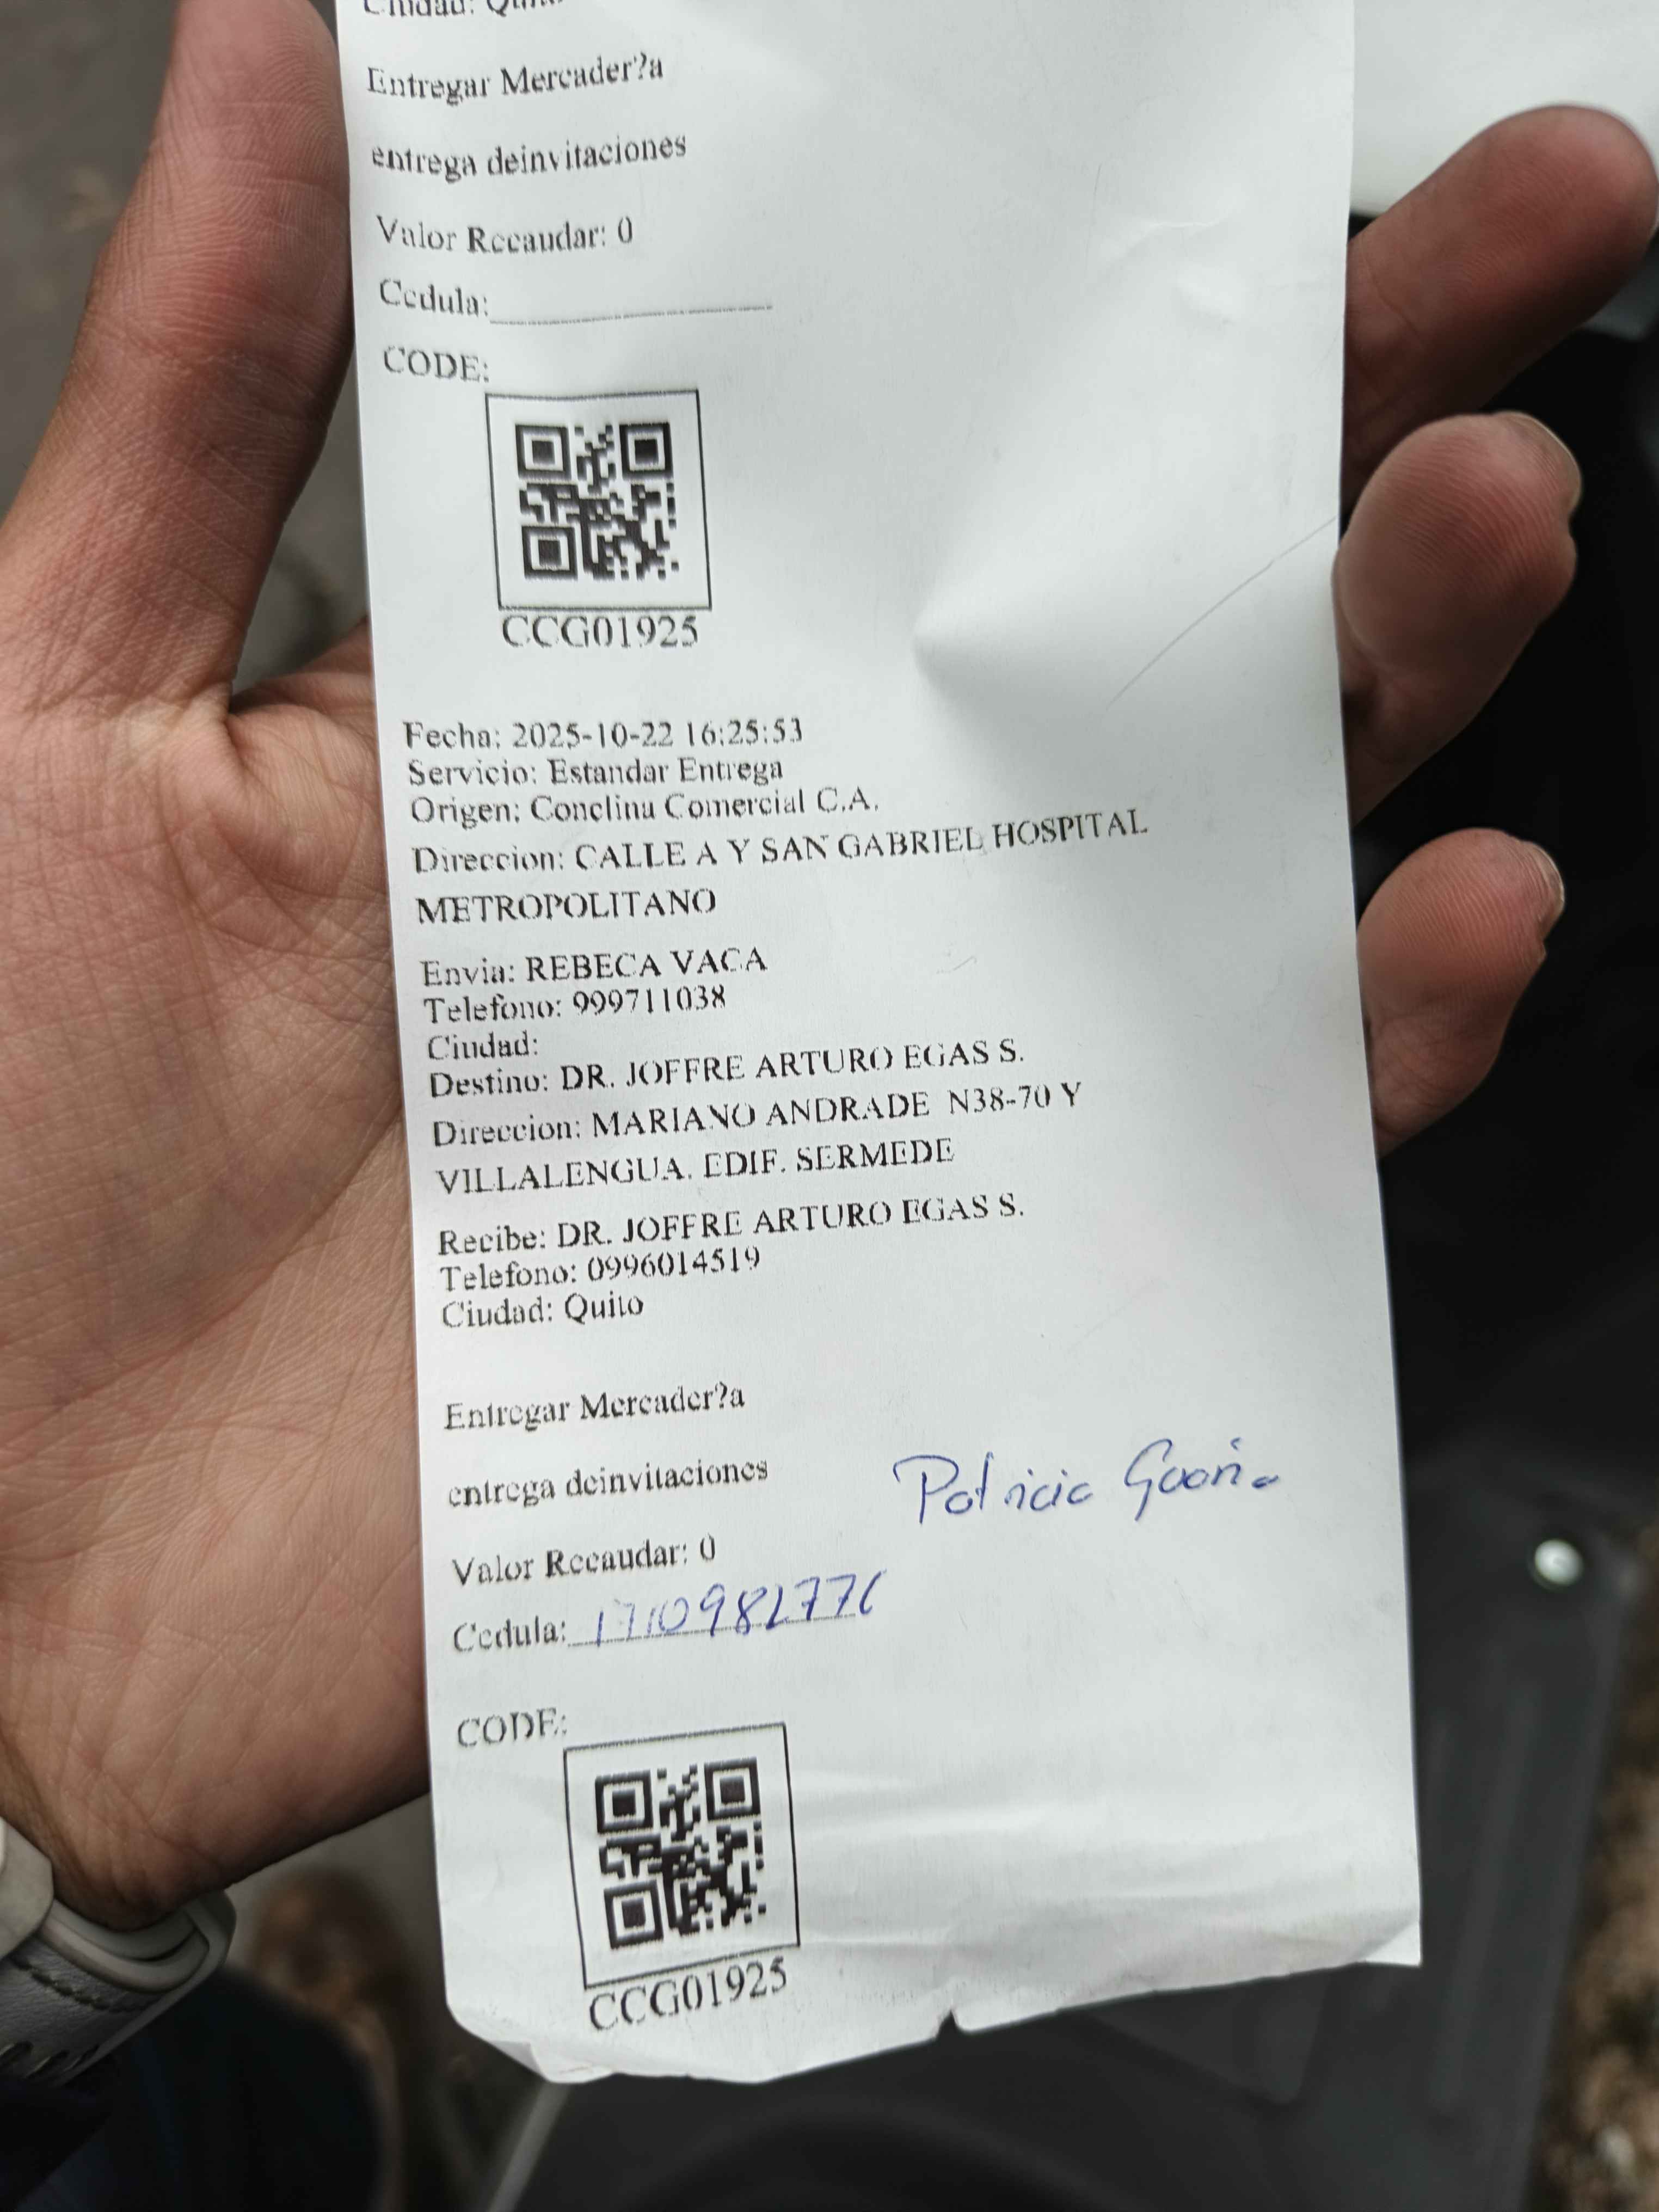 Ciudad: Quito
Entregar Mercader?a
entrega deinvitaciones
Valor Recaudar: 0
Cedula:
CODE:
CCG01925
Fecha: 2025-10-22 16:25:53
Servicio: Estandar Entrega
Origen: Conclina Comercial C.A.
Direccion: CALLE A Y SAN GABRIEL HOSPITAL
METROPOLITANO
Envia: REBECA VACA
Telefono: 999711038
Ciudad:
Destino: DR. JOFFRE ARTURO EGAS S.
Direccion: MARIANO ANDRADE N38-70 Y
VILLALENGUA. EDIF. SERMEDE
Recibe: DR. JOFFRE ARTURO EGAS S.
Telefono: 0996014519
Ciudad: Quito
Entregar Mercader?a
entrega deinvitaciones
Patricia
Valor Recaudar: 0
Cedula:
CODE:
CCG01925